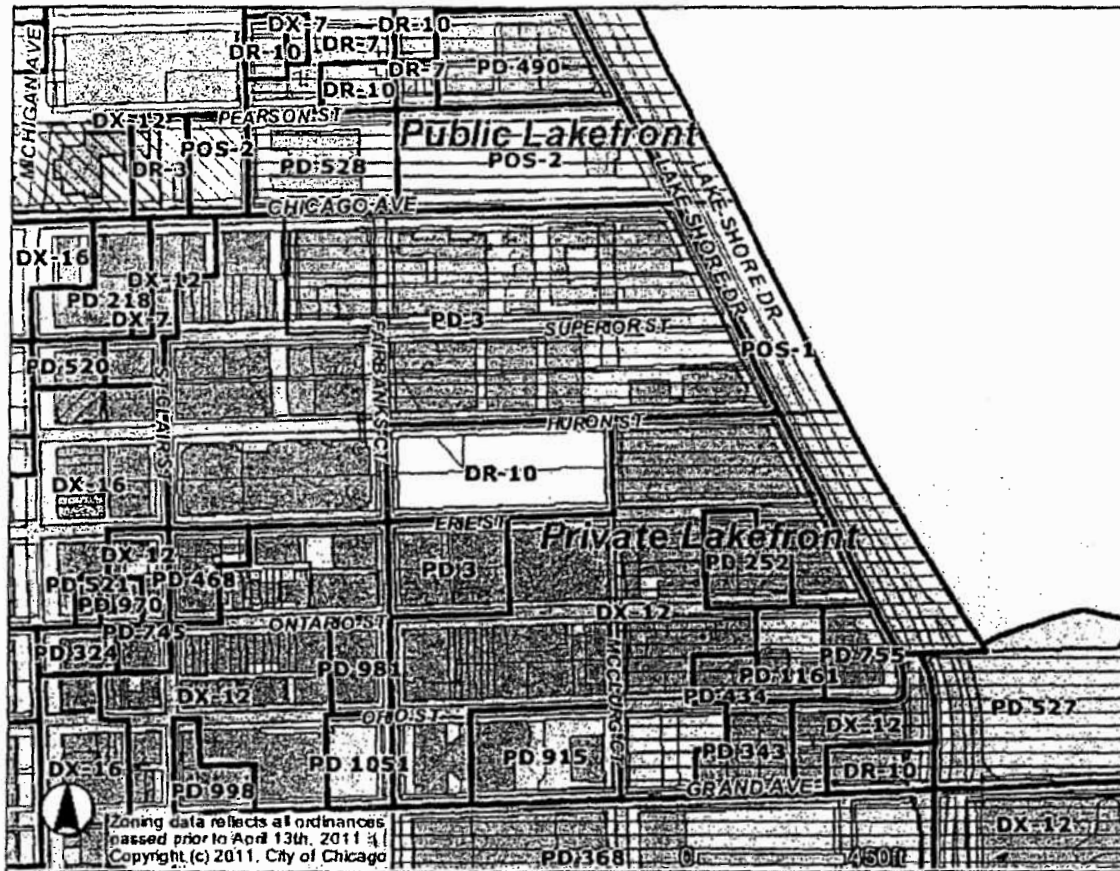 DX-7
DR-10
MICHIGAN AVE
DR-10
DR-7
DR-7
PD-490
DR-10
DX-12
PEARSON ST
Public Lakefront
POS-2
DR-3
PD 528
POS-2
CHICAGO AVE
LAKE SHORE DR
LAKE SHORE DR
DX-16
DX-12
PD 218
DX-7
PD-3
SUPERIOR ST
POS-1
PD 520
FAIRBANKS CT
ST CLAIR ST
HURON ST
DR-10
DX-16
ERIE ST
Private Lakefront
DX-12
PD 521
PD 468
PD 3
PD 252
PD 970
DX-12
PD 745
ONTARIO ST
MCCLURG CT
PD 324
PD 981
PD 755
PD 1161
PD 434
DX-12
OHIO ST
PD 527
DX-12
PD 915
PD 343
DX-16
PD 1051
DR-10
PD 998
GRAND AVE
DX-12
Zoning data reflects all ordinances
passed prior to April 13th, 2011
Copyright (c) 2011, City of Chicago
PD 368
0
450ft